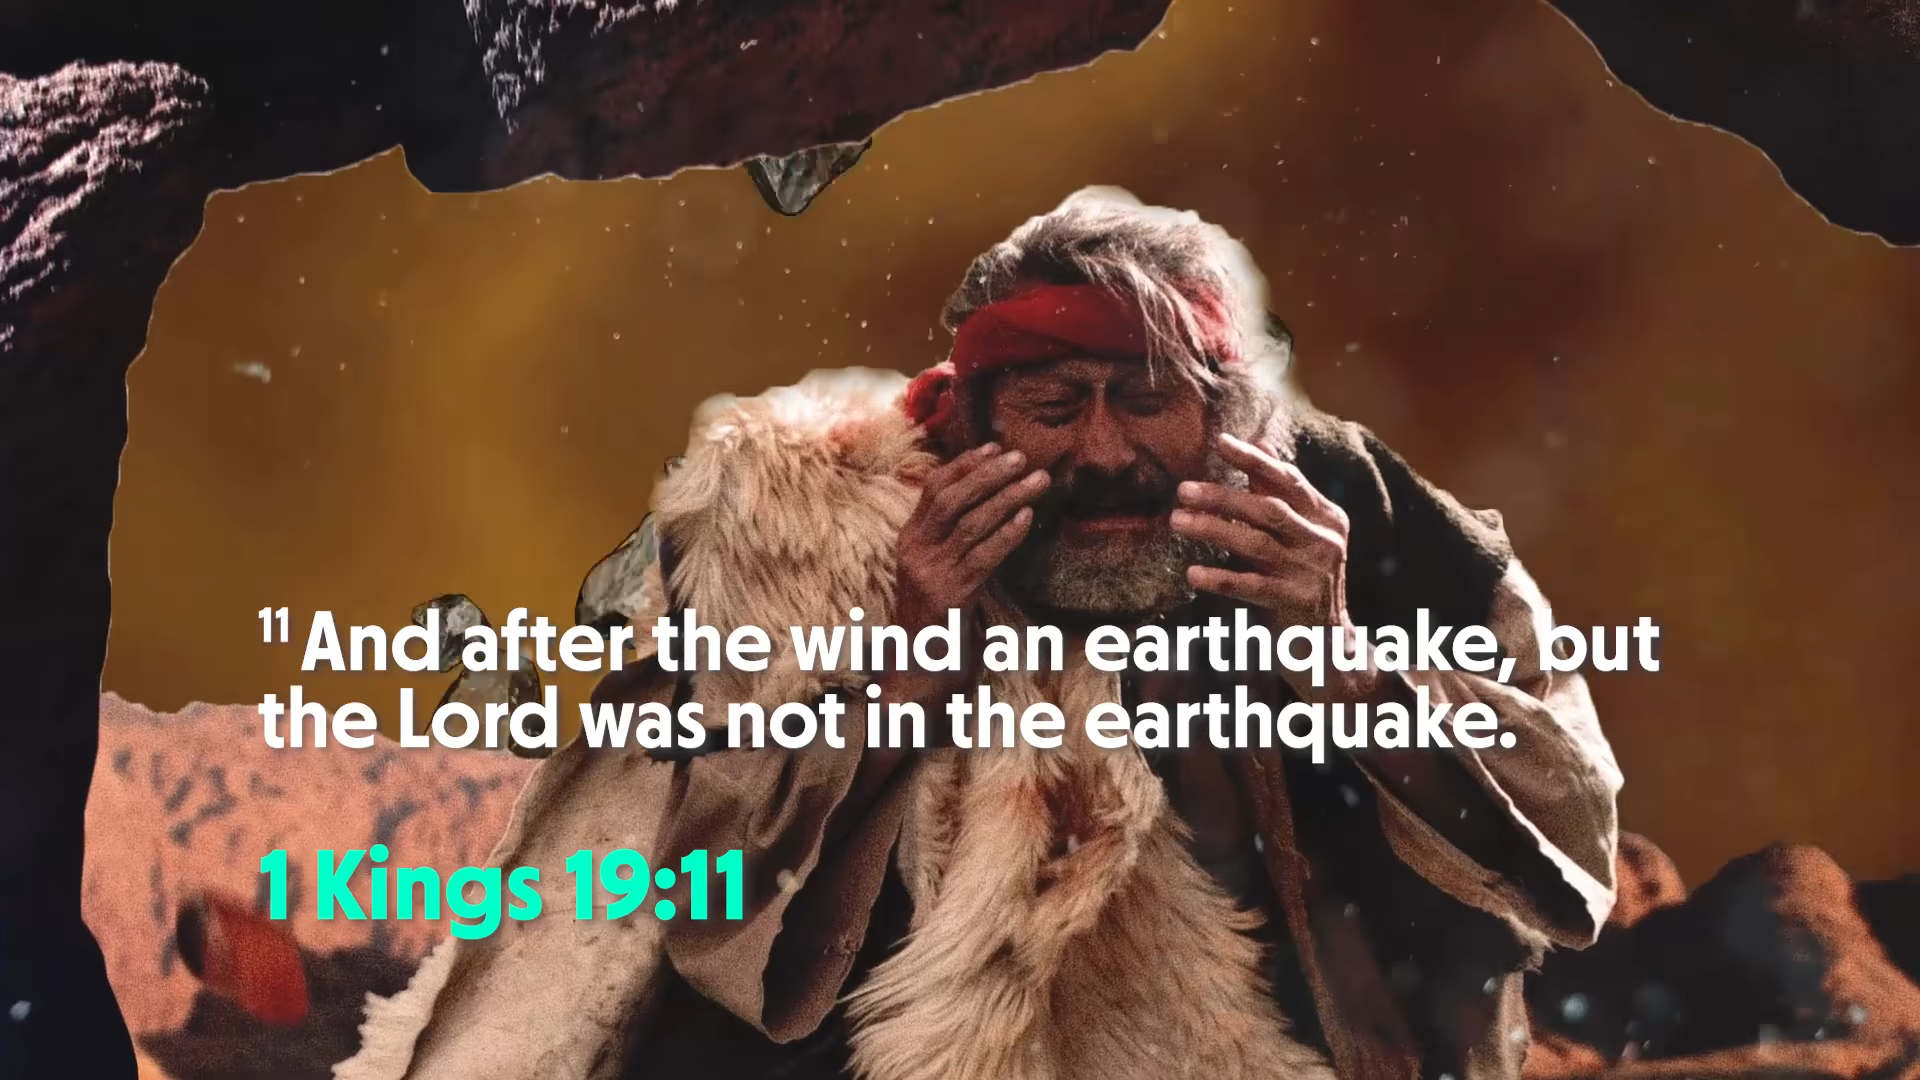 11 And after the wind an earthquake, but
the Lord was not in the earthquake.
1 Kings 19:11